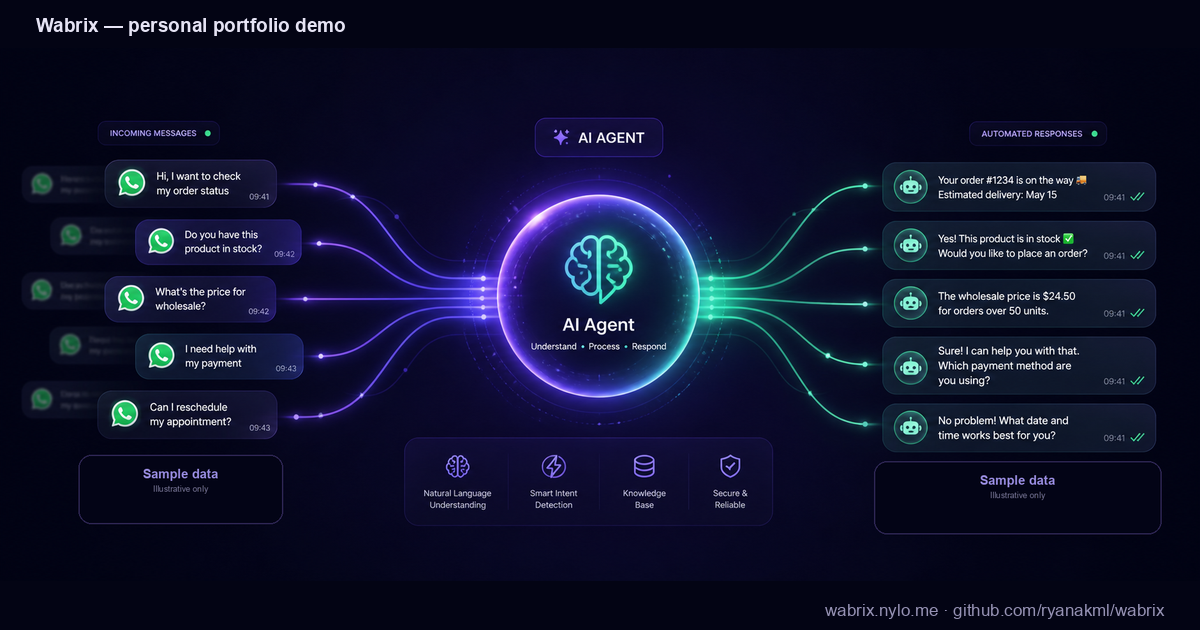 Wabrix — personal portfolio demo
INCOMING MESSAGES
Hi, I want to check
my order status
09:41
Do you have this
product in stock?
09:42
What's the price for
wholesale?
09:42
I need help with
my payment
09:43
Can I reschedule
my appointment?
09:43
Sample data
Illustrative only
AI AGENT
AI Agent
Understand • Process • Respond
Natural Language
Understanding
Smart Intent
Detection
Knowledge
Base
Secure &
Reliable
AUTOMATED RESPONSES
Your order #1234 is on the way 🚚
Estimated delivery: May 15
09:41
Yes! This product is in stock ✅
Would you like to place an order?
09:41
The wholesale price is $24.50
for orders over 50 units.
09:41
Sure! I can help you with that.
Which payment method are
you using?
09:41
No problem! What date and
time works best for you?
09:41
Sample data
Illustrative only
wabrix.nylo.me · github.com/ryanakml/wabrix